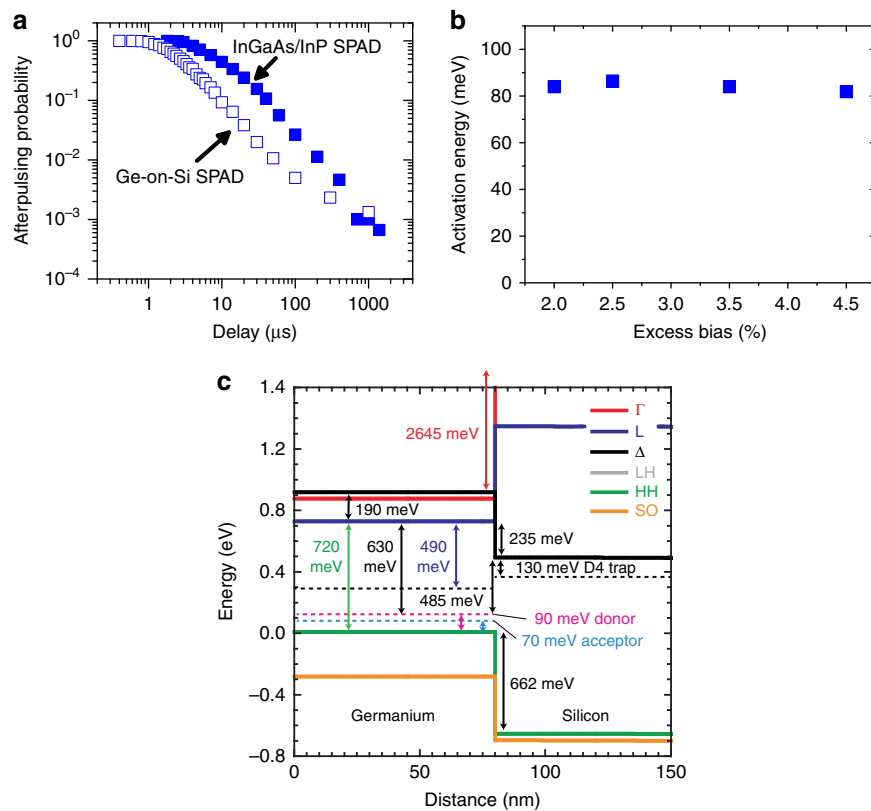 a
10⁰
10⁻¹
10⁻²
10⁻³
10⁻⁴
Afterpulsing probability
InGaAs/InP SPAD
Ge-on-Si SPAD
1
10
100
1000
Delay (μs)
b
100
80
60
40
20
0
Activation energy (meV)
2.0
2.5
3.0
3.5
4.0
4.5
Excess bias (%)
c
1.4
1.2
0.8
0.4
0.0
−0.4
−0.8
Energy (eV)
2645 meV
Γ
L
Δ
LH
HH
SO
190 meV
720
meV
630
meV
490
meV
235 meV
130 meV D4 trap
485 meV
90 meV donor
70 meV acceptor
662 meV
Germanium
Silicon
0
50
100
150
Distance (nm)